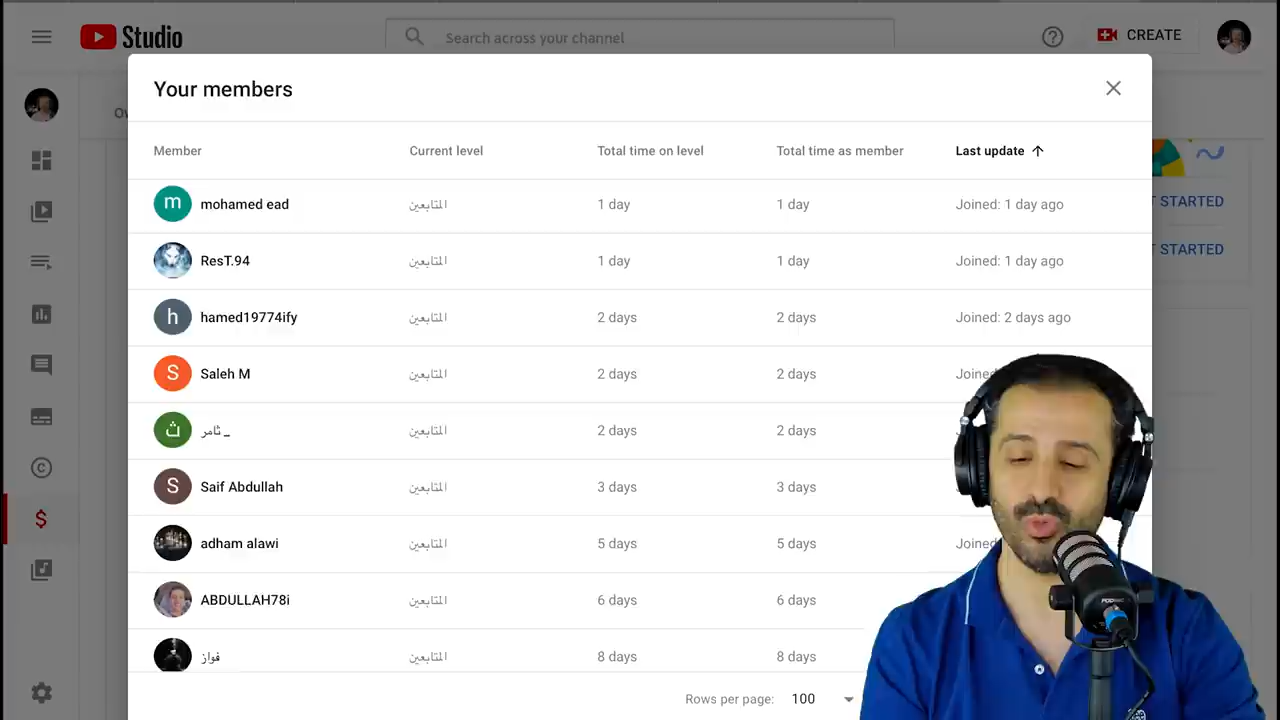 Studio
Search across your channel
CREATE
Your members
Member Current level Total time on level Total time as member Last update
m mohamed ead المتابعين 1 day 1 day Joined: 1 day ago
STARTED
ResT.94 المتابعين 1 day 1 day Joined: 1 day ago
STARTED
h hamed19774ify المتابعين 2 days 2 days Joined: 2 days ago
S Saleh M المتابعين 2 days 2 days Joined
ث ثامر _ المتابعين 2 days 2 days
S Saif Abdullah المتابعين 3 days 3 days
adham alawi المتابعين 5 days 5 days Joined
ABDULLAH78i المتابعين 6 days 6 days
فواز المتابعين 8 days 8 days
Rows per page: 100